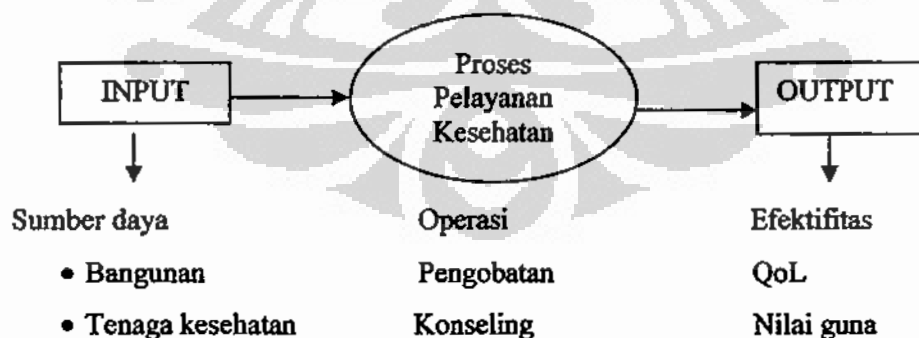 INPUT
Proses
Pelayanan
Kesehatan
OUTPUT
Sumber daya Operasi Efektifitas
• Bangunan Pengobatan QoL
• Tenaga kesehatan Konseling Nilai guna